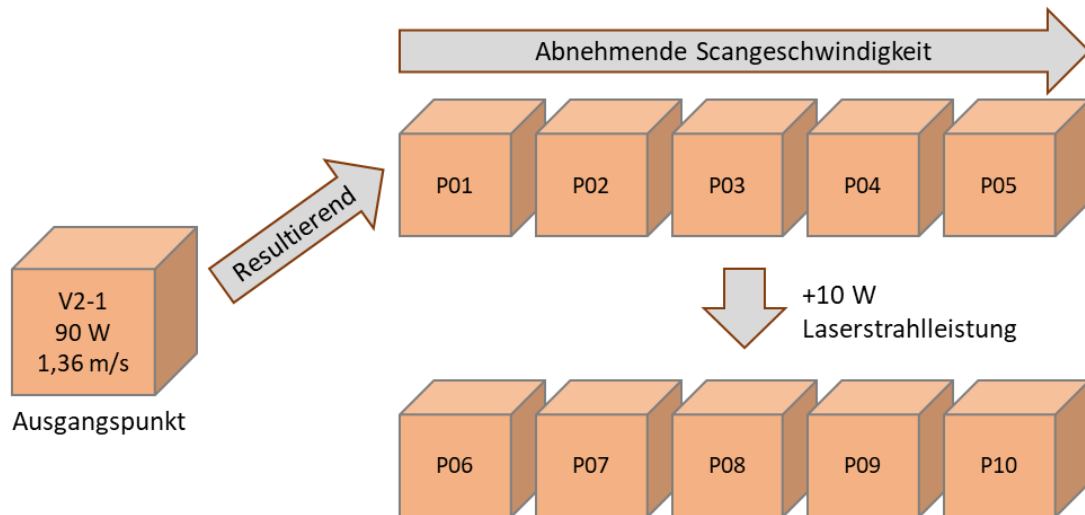 Abnehmende Scangeschwindigkeit
P01
P02
P03
P04
P05
Resultierend
V2-1
90 W
1,36 m/s
Ausgangspunkt
+10 W
Laserstrahlleistung
P06
P07
P08
P09
P10